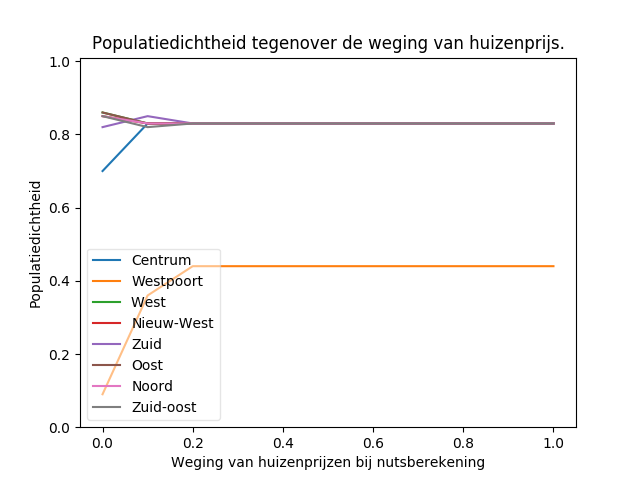 Populatiedichtheid tegenover de weging van huizenprijs.
1.0
0.8
0.6
0.4
0.2
0.0
Populatiedichtheid
Centrum
Westpoort
West
Nieuw-West
Zuid
Oost
Noord
Zuid-oost
0.0 0.2 0.4 0.6 0.8 1.0
Weging van huizenprijzen bij nutsberekening